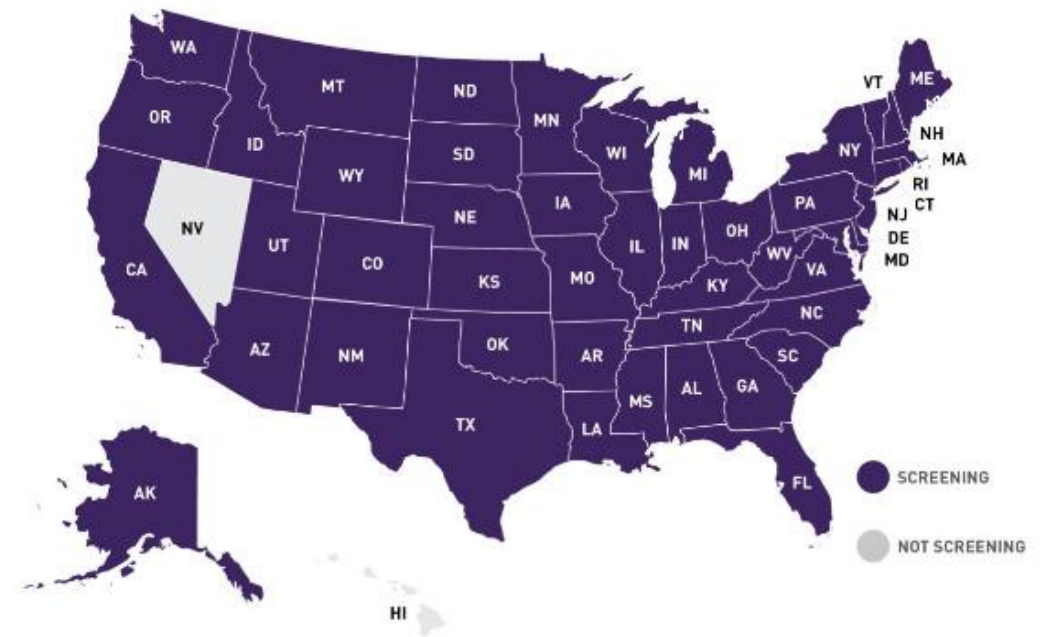 WA
MT
ND
MN
VT
ME
OR
ID
SD
WI
MI
NY
NH
MA
WY
RI
CT
NV
NE
IA
PA
NJ
DE
MD
CA
UT
CO
KS
MO
IL
IN
OH
WV
VA
KY
AZ
NM
OK
AR
TN
NC
SC
TX
LA
MS
AL
GA
FL
AK
HI
SCREENING
NOT SCREENING